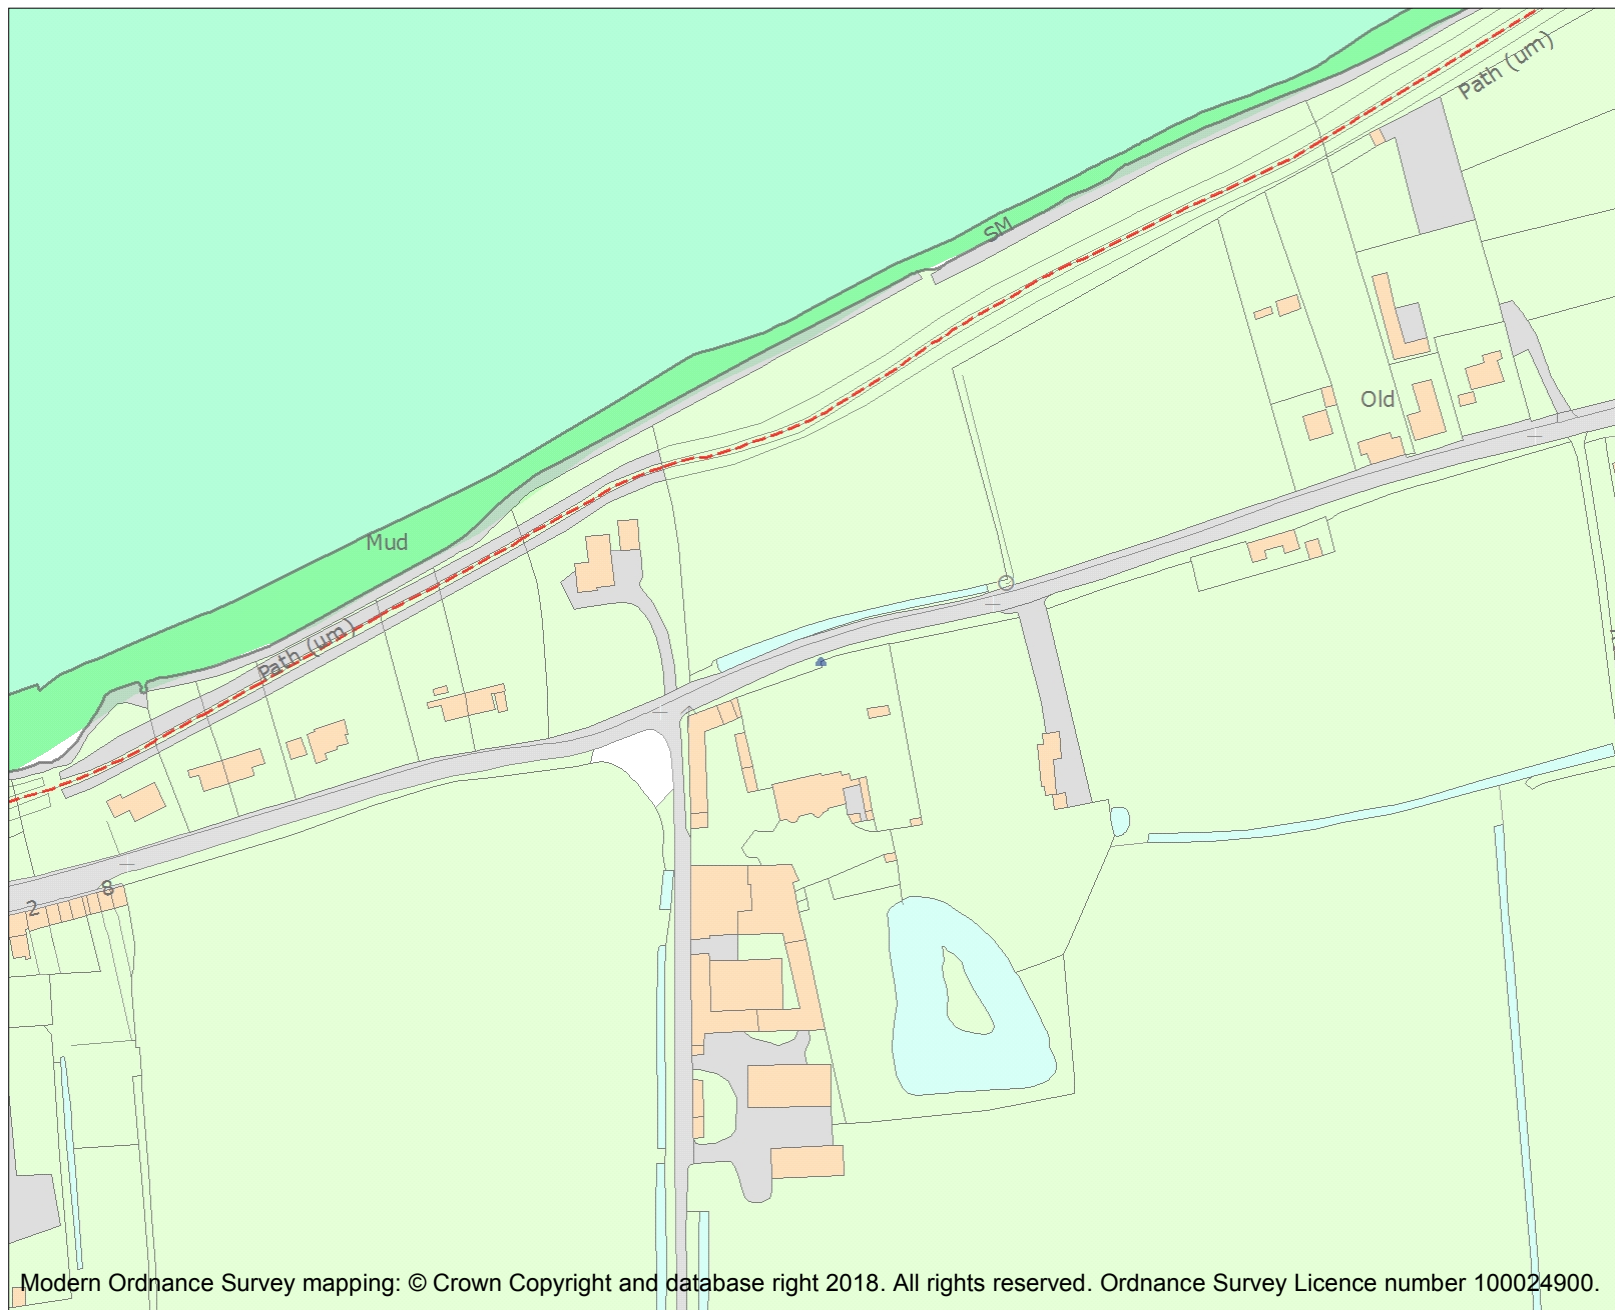 Path (um)
SM
Old
Mud
Path (um)
8
2
Modern Ordnance Survey mapping: © Crown Copyright and database right 2018. All rights reserved. Ordnance Survey Licence number 100024900.